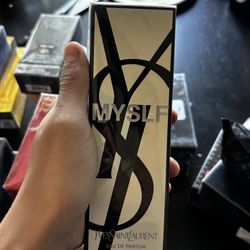 MYSLF
YVESSAINTLAURENT
EAU DE PARFUM